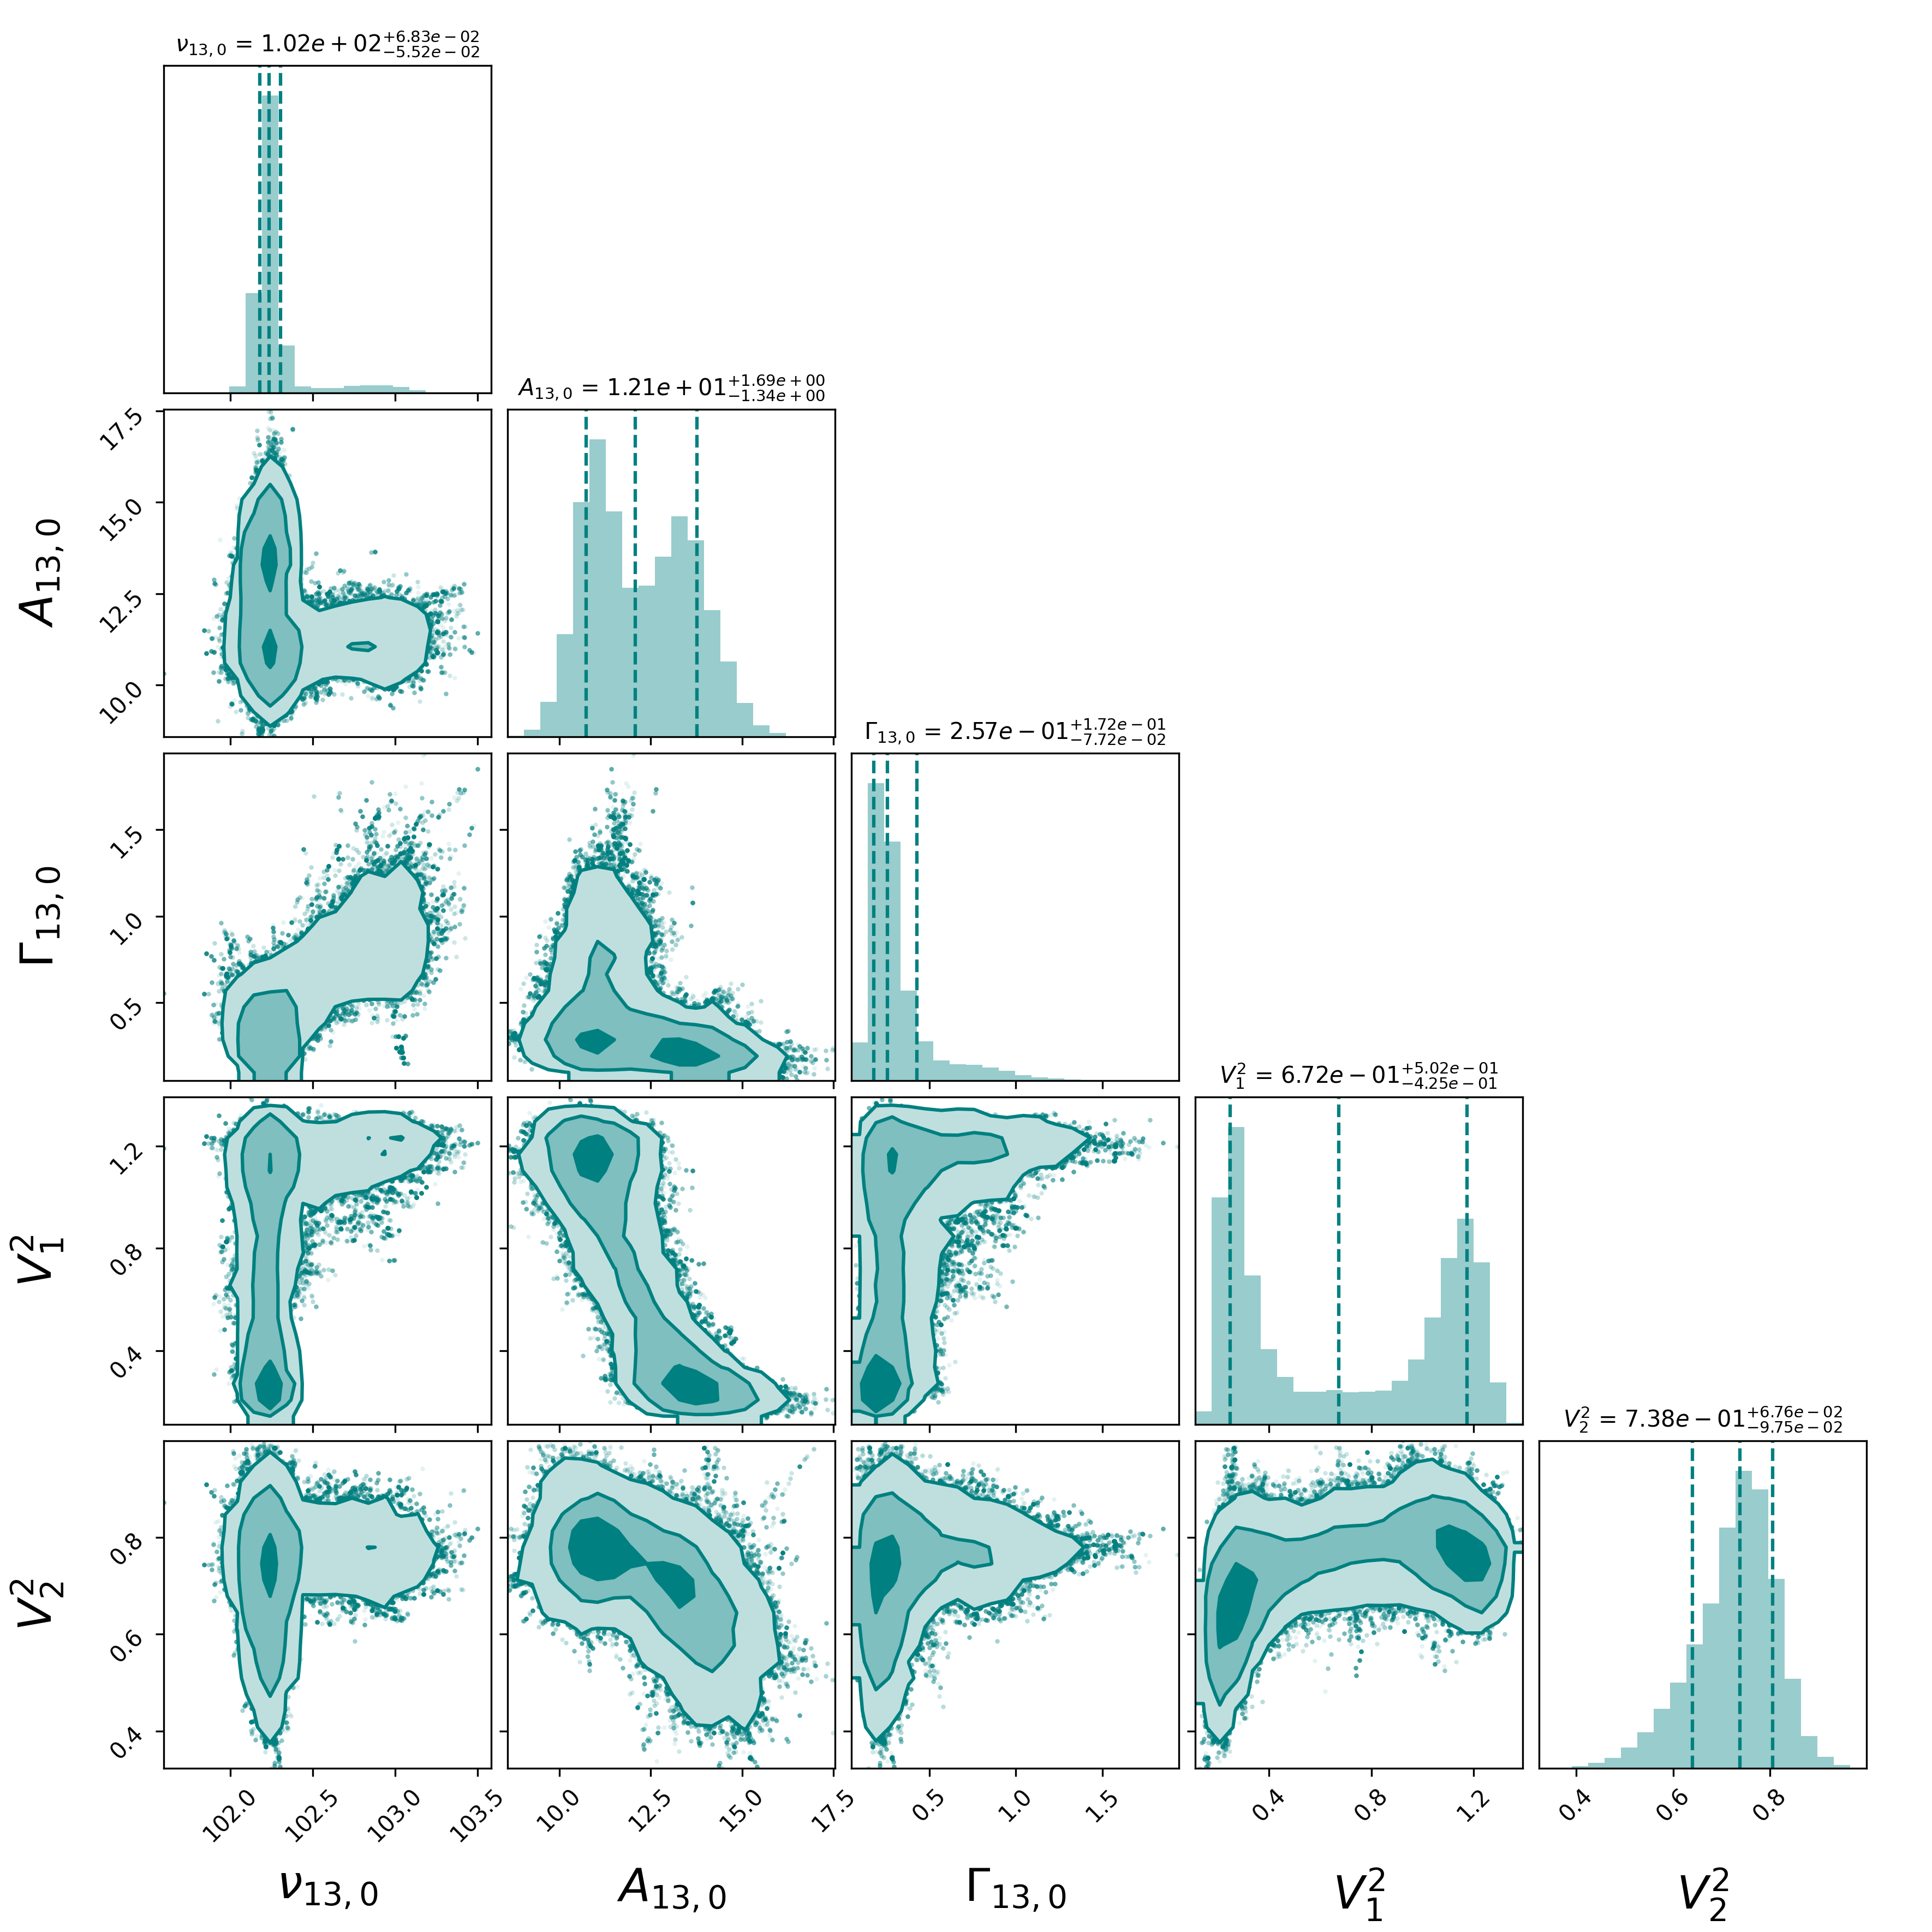 ν13, 0 = 1.02e + 02 +6.83e − 02 −5.52e − 02
A13, 0 = 1.21e + 01 +1.69e + 00 −1.34e + 00
17.5
15.0
12.5
10.0
A13, 0
Γ13, 0 = 2.57e − 01 +1.72e − 01 −7.72e − 02
1.5
1.0
0.5
Γ13, 0
V²₁ = 6.72e − 01 +5.02e − 01 −4.25e − 01
1.2
0.8
0.4
V²₁
V²₂ = 7.38e − 01 +6.76e − 02 −9.75e − 02
0.8
0.6
0.4
V²₂
102.0 102.5 103.0 103.5 10.0 12.5 15.0 17.5 0.5 1.0 1.5 0.4 0.8 1.2 0.4 0.6 0.8
ν13, 0 A13, 0 Γ13, 0 V²₁ V²₂